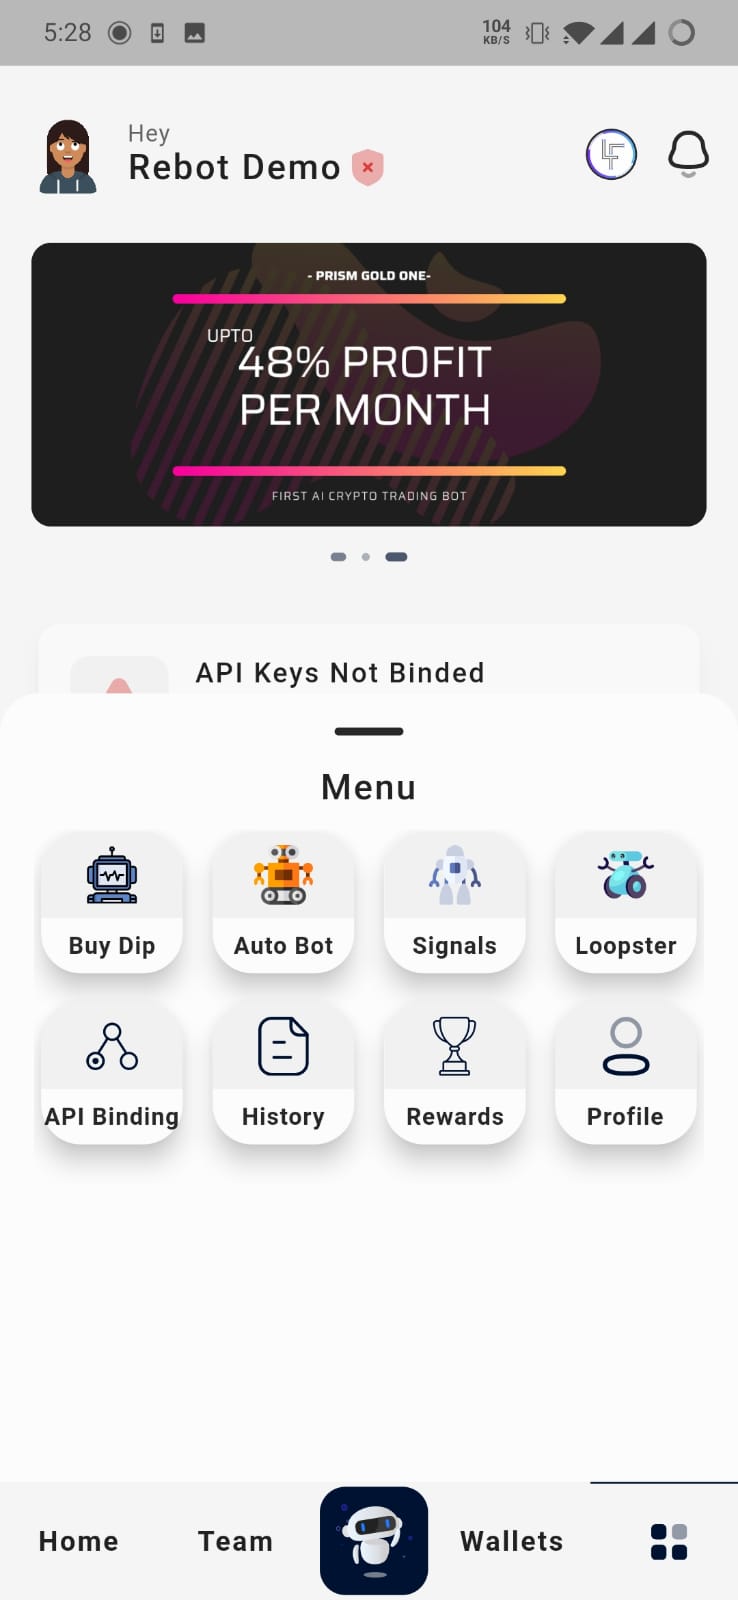 5:28
104
KB/S
Hey
Rebot Demo
- PRISM GOLD ONE-
UPTO
48% PROFIT
PER MONTH
FIRST AI CRYPTO TRADING BOT
API Keys Not Binded
Menu
Buy Dip
Auto Bot
Signals
Loopster
API Binding
History
Rewards
Profile
Home
Team
Wallets